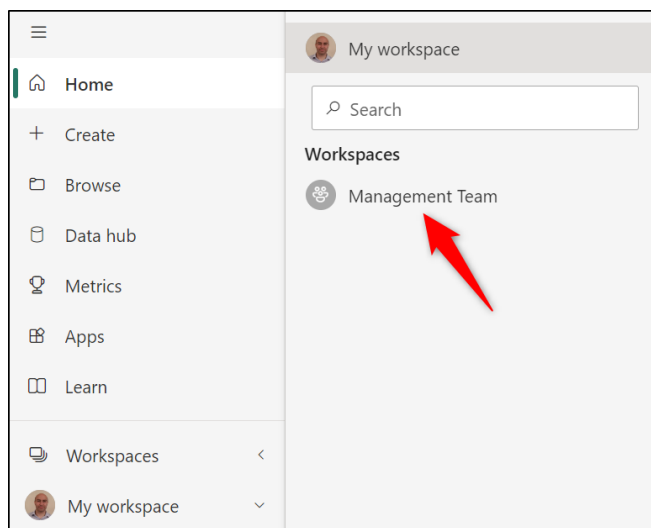 Home
Create
Browse
Data hub
Metrics
Apps
Learn
Workspaces
My workspace
My workspace
Search
Workspaces
Management Team